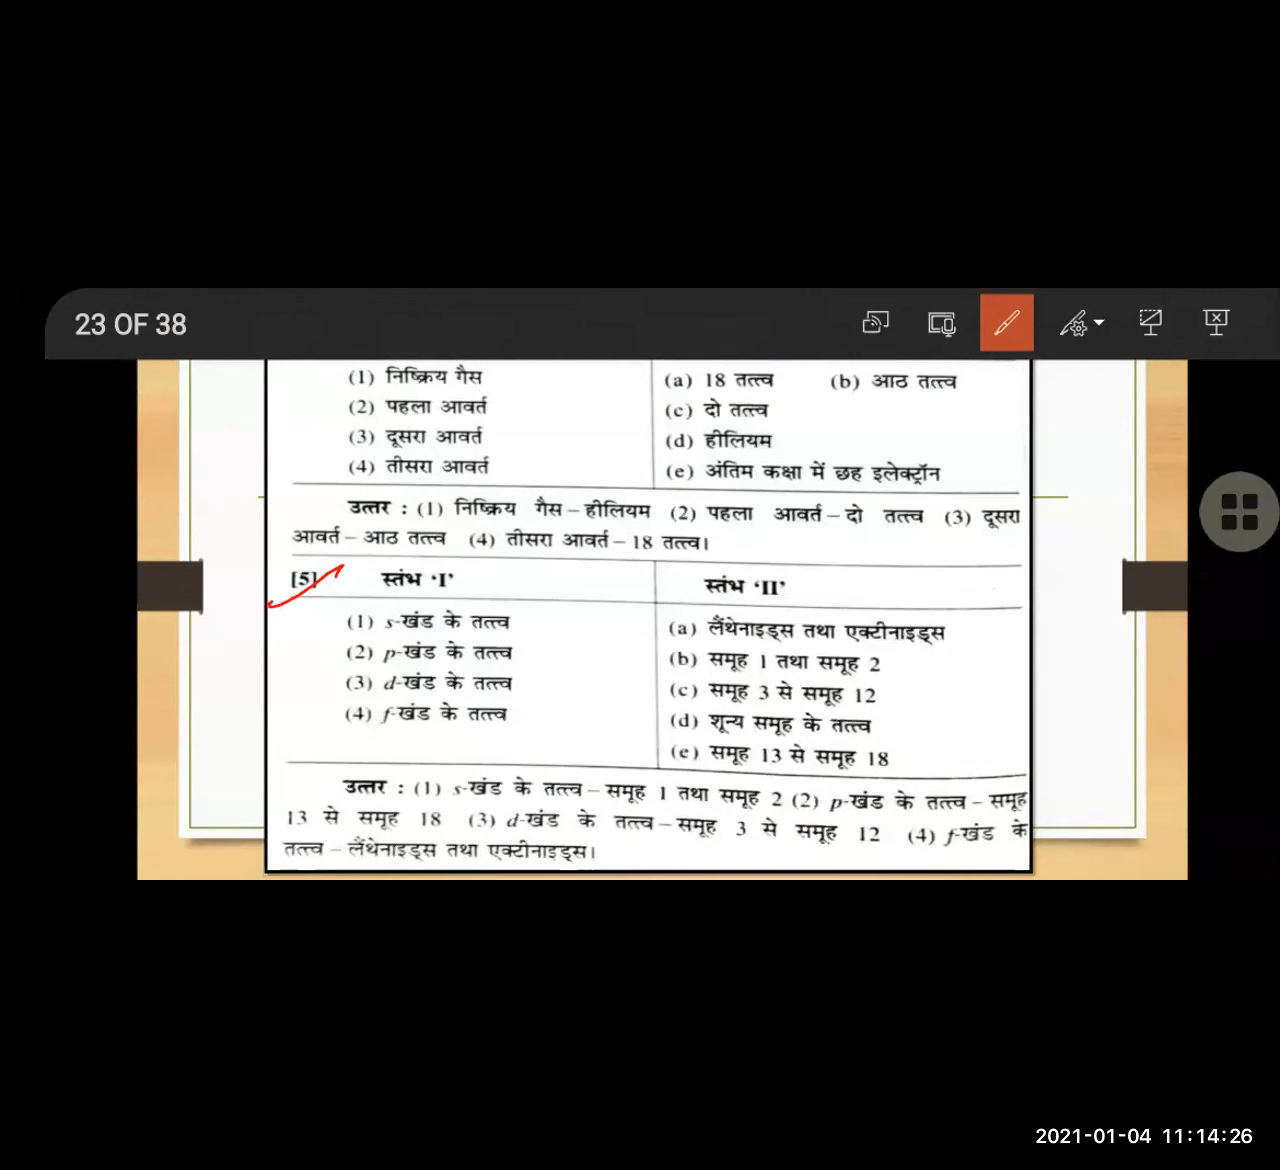 23 OF 38
(1) निष्क्रिय गैस (a) 18 तत्त्व (b) आठ तत्त्व
(2) पहला आवर्त (c) दो तत्त्व
(3) दूसरा आवर्त (d) हीलियम
(4) तीसरा आवर्त (e) अंतिम कक्षा में छह इलेक्ट्रॉन
उत्तर : (1) निष्क्रिय गैस – हीलियम (2) पहला आवर्त – दो तत्त्व (3) दूसरा
आवर्त – आठ तत्त्व (4) तीसरा आवर्त – 18 तत्त्व।
[5] स्तंभ ‘I’ स्तंभ ‘II’
(1) s-खंड के तत्त्व (a) लैंथेनाइड्स तथा एक्टीनाइड्स
(2) p-खंड के तत्त्व (b) समूह 1 तथा समूह 2
(3) d-खंड के तत्त्व (c) समूह 3 से समूह 12
(4) f-खंड के तत्त्व (d) शून्य समूह के तत्त्व
(e) समूह 13 से समूह 18
उत्तर : (1) s-खंड के तत्त्व – समूह 1 तथा समूह 2 (2) p-खंड के तत्त्व – समूह
13 से समूह 18 (3) d-खंड के तत्त्व – समूह 3 से समूह 12 (4) f-खंड के
तत्त्व – लैंथेनाइड्स तथा एक्टीनाइड्स।
2021-01-04 11:14:26